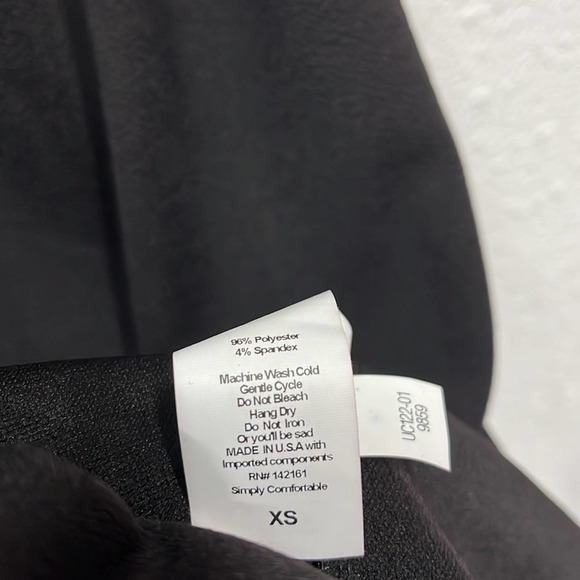 96% Polyester
4% Spandex
Machine Wash Cold
Gentle Cycle
Do Not Bleach
Hang Dry
Do Not Iron
Or you'll be sad
MADE IN U.S.A with
Imported components
RN# 142161
Simply Comfortable
XS
UC122-01
9859